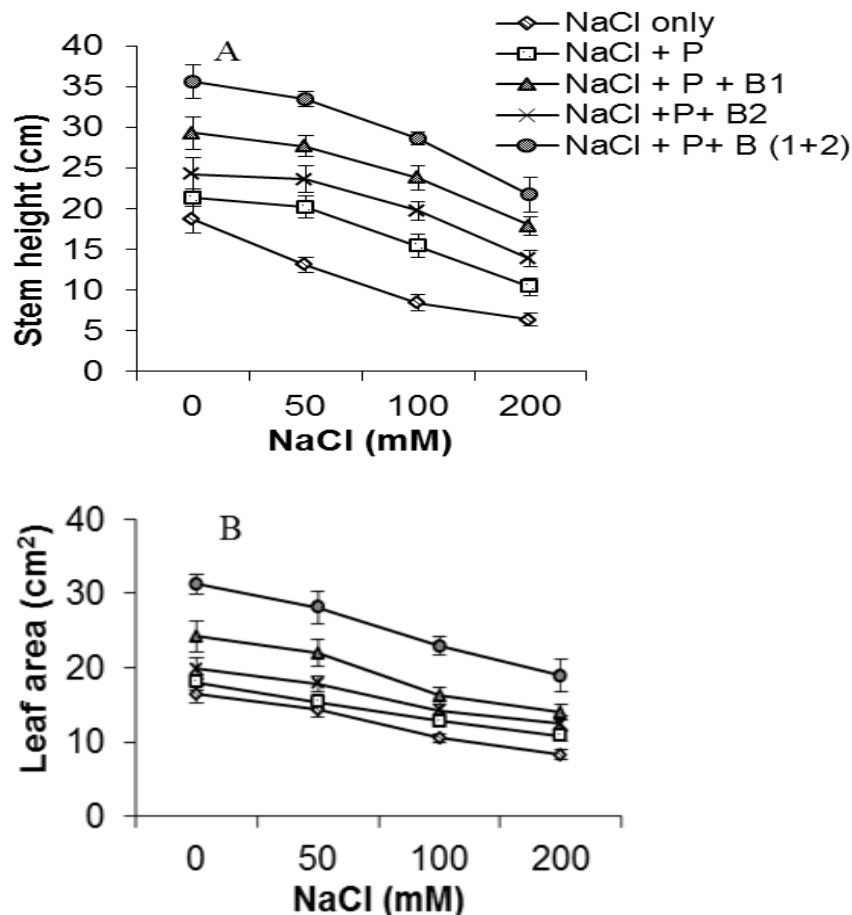 A
NaCl only
NaCl + P
NaCl + P + B1
NaCl +P+ B2
NaCl + P+ B (1+2)
Stem height (cm)
40
35
30
25
20
15
10
5
0
0 50 100 200
NaCl (mM)
B
Leaf area (cm²)
40
30
20
10
0
0 50 100 200
NaCl (mM)